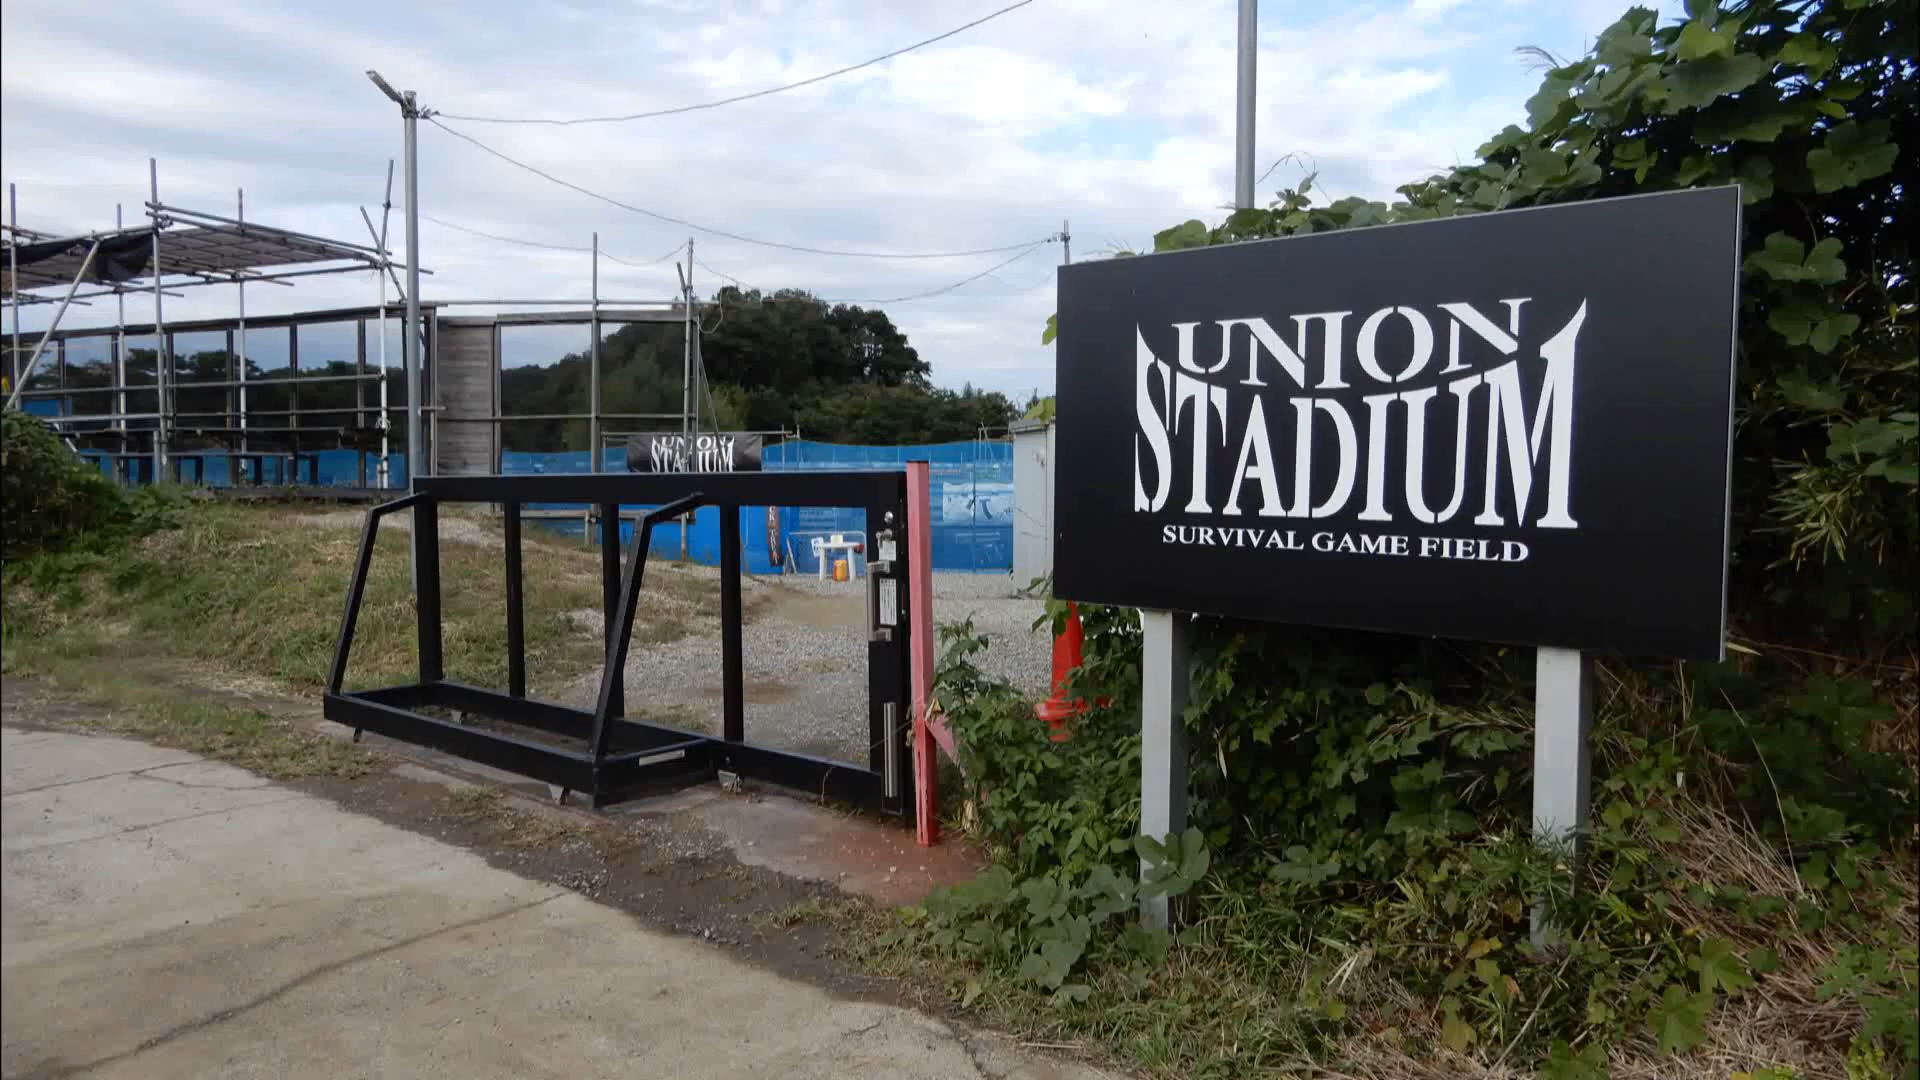 UNION
STADIUM
SURVIVAL GAME FIELD
UNION
STADIUM